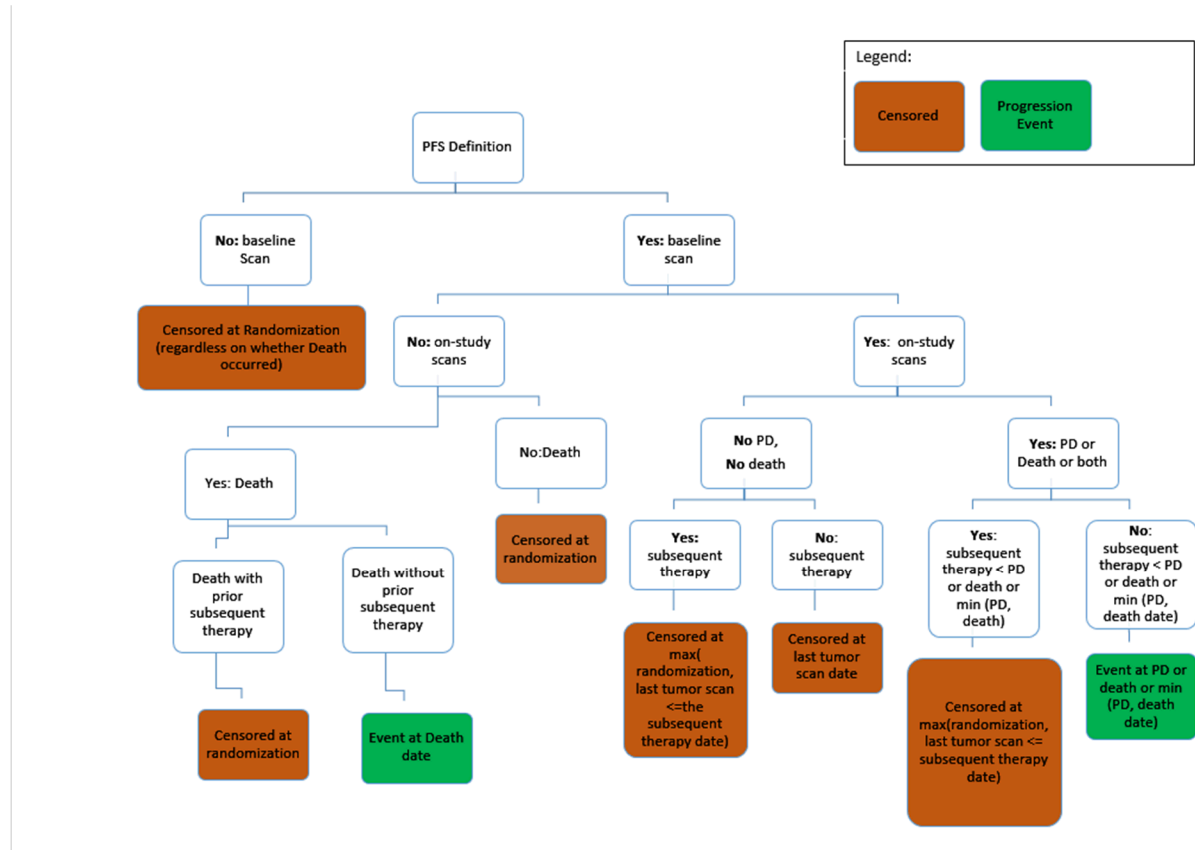 Legend:
Censored
Progression
Event
PFS Definition
No: baseline
Scan
Yes: baseline
scan
Censored at Randomization
(regardless on whether Death
occurred)
No: on-study
scans
Yes: on-study
scans
Yes: Death
No:Death
No PD,
No death
Yes: PD or
Death or both
Death with
prior
subsequent
therapy
Death without
prior
subsequent
therapy
Censored at
randomization
Yes:
subsequent
therapy
No:
subsequent
therapy
Yes:
subsequent
therapy < PD
or death or
min (PD,
death)
No:
subsequent
therapy < PD
or death or
min (PD,
death date)
Censored at
randomization
Event at Death
date
Censored at
max(
randomization,
last tumor scan
<=the
subsequent
therapy date)
Censored at
last tumor
scan date
Censored at
max(randomization,
last tumor scan <=
subsequent therapy
date)
Event at PD or
death or min
(PD, death
date)